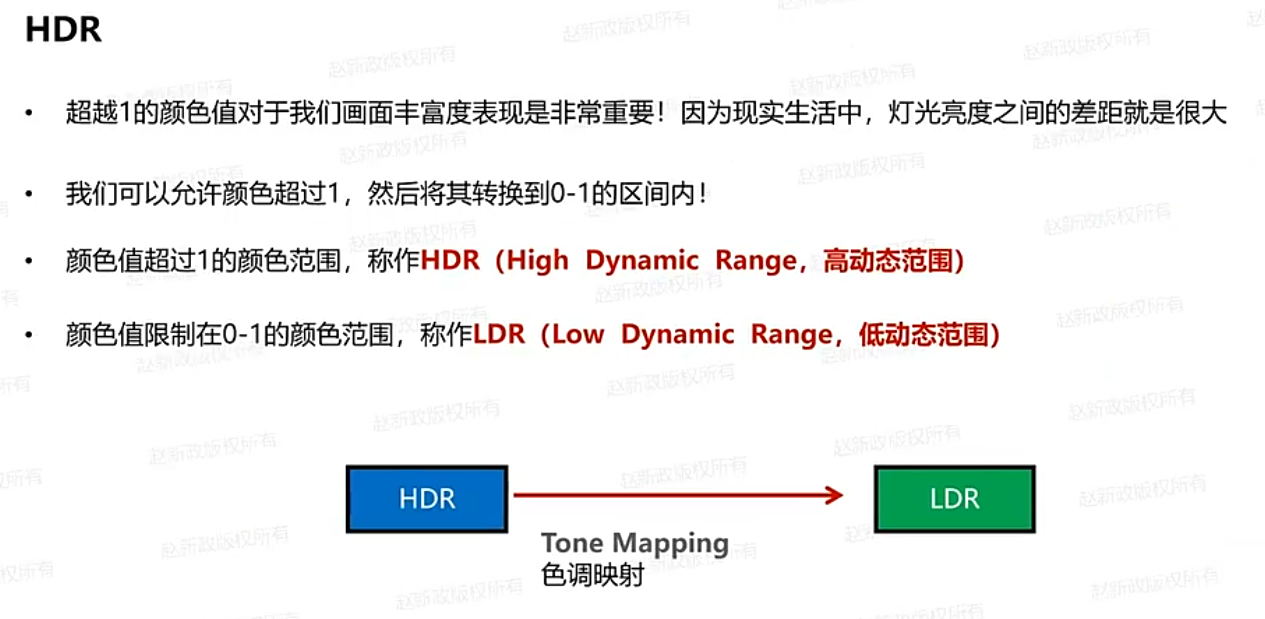 HDR
• 超越1的颜色值对于我们画面丰富度表现是非常重要！因为现实生活中，灯光亮度之间的差距就是很大
• 我们可以允许颜色超过1，然后将其转换到0-1的区间内！
• 颜色值超过1的颜色范围，称作HDR（High Dynamic Range，高动态范围）
• 颜色值限制在0-1的颜色范围，称作LDR（Low Dynamic Range，低动态范围）
HDR
LDR
Tone Mapping
色调映射
赵新政版权所有